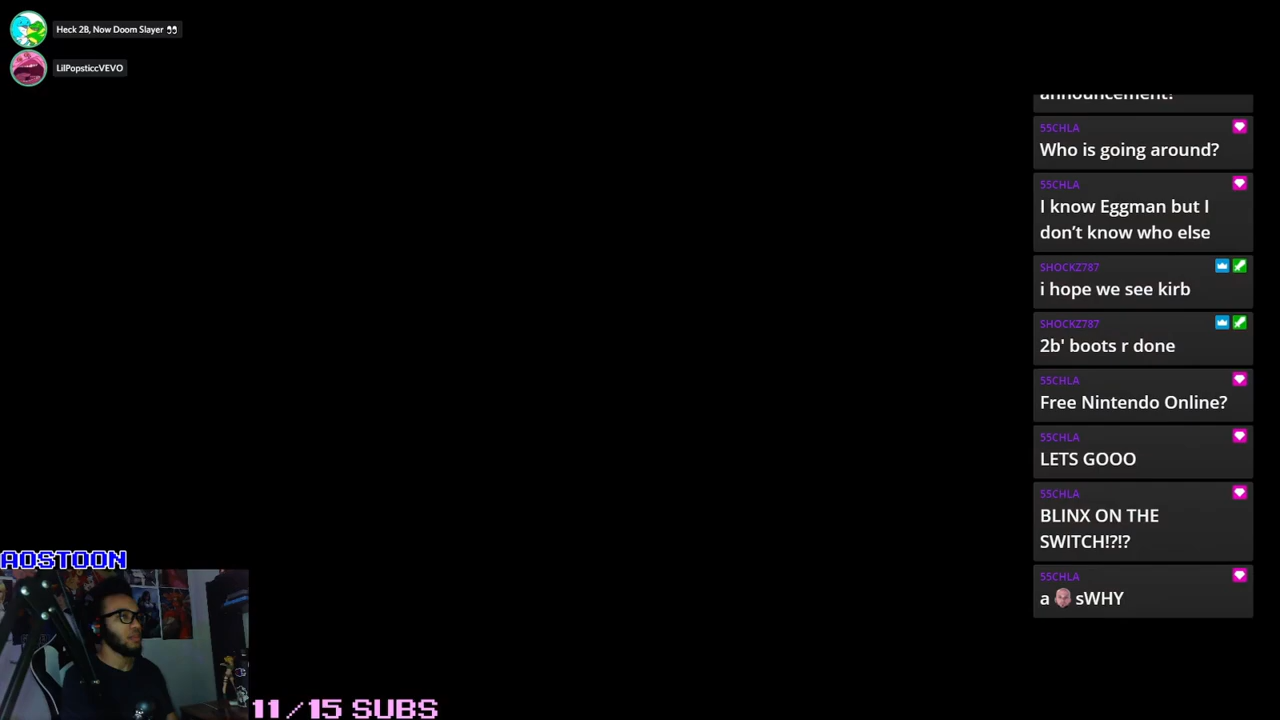 Heck 2B, Now Doom Slayer 👀
LilPopsticcVEVO
announcement?
55CHLA
Who is going around?
55CHLA
I know Eggman but I
don’t know who else
SHOCKZ787
i hope we see kirb
SHOCKZ787
2b' boots r done
55CHLA
Free Nintendo Online?
55CHLA
LETS GOOO
55CHLA
BLINX ON THE
SWITCH!?!?
55CHLA
a sWHY
AOSTOON
11/15 SUBS